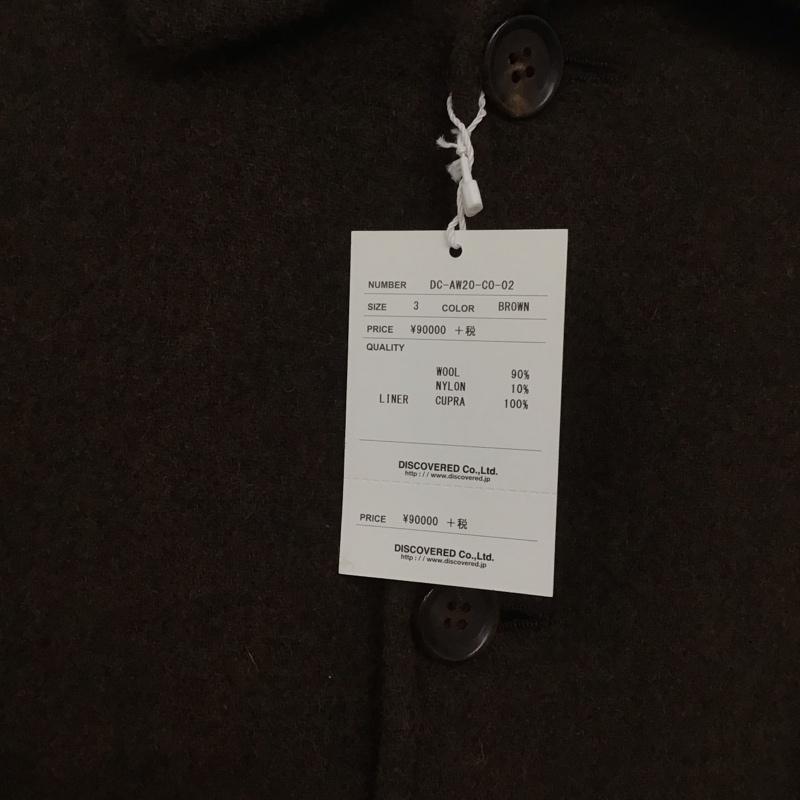 NUMBER DC-AW20-CO-02
SIZE 3 COLOR BROWN
PRICE ¥90000 +税
QUALITY
WOOL 90%
NYLON 10%
LINER CUPRA 100%
DISCOVERED Co.,Ltd.
http://www.discovered.jp
PRICE ¥90000 +税
DISCOVERED Co.,Ltd.
http://www.discovered.jp